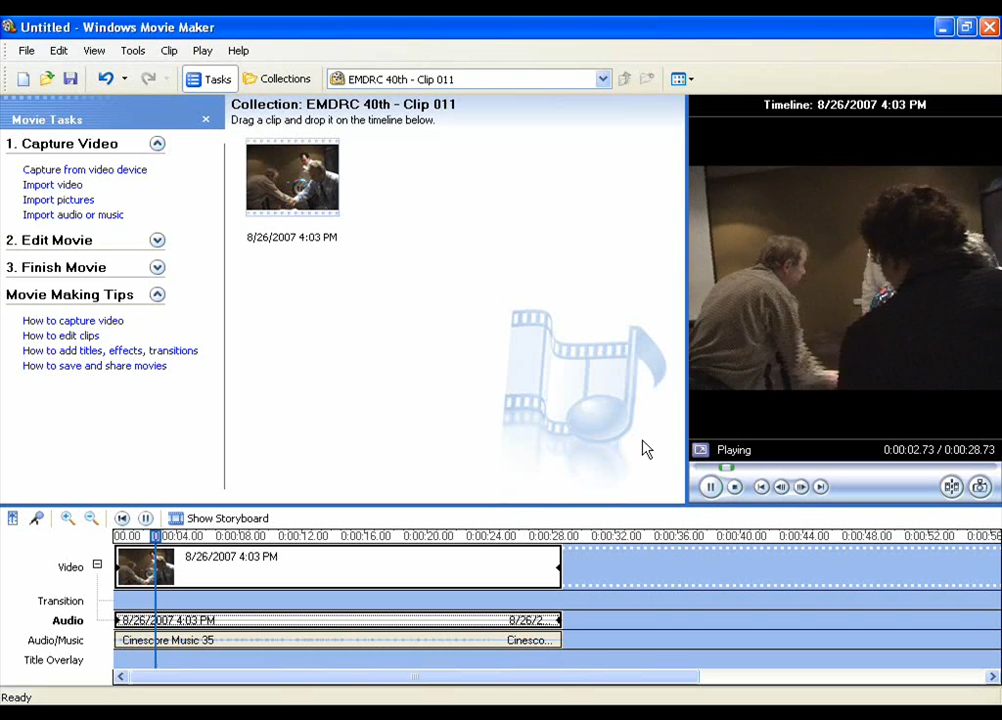 Untitled - Windows Movie Maker
File Edit View Tools Clip Play Help
Tasks Collections EMDRC 40th - Clip 011
Movie Tasks
1. Capture Video
Capture from video device
Import video
Import pictures
Import audio or music
2. Edit Movie
3. Finish Movie
Movie Making Tips
How to capture video
How to edit clips
How to add titles, effects, transitions
How to save and share movies
Collection: EMDRC 40th - Clip 011
Drag a clip and drop it on the timeline below.
8/26/2007 4:03 PM
Timeline: 8/26/2007 4:03 PM
Playing 0:00:02.73 / 0:00:28.73
Show Storyboard
00.00 0:00:04.00 0:00:08.00 0:00:12.00 0:00:16.00 0:00:20.00 0:00:24.00 0:00:28.00 0:00:32.00 0:00:36.00 0:00:40.00 0:00:44.00 0:00:48.00 0:00:52.00 0:00:56
Video 8/26/2007 4:03 PM
Transition
Audio 8/26/2007 4:03 PM 8/26/2...
Audio/Music Cinescore Music 35 Cinesco...
Title Overlay
Ready